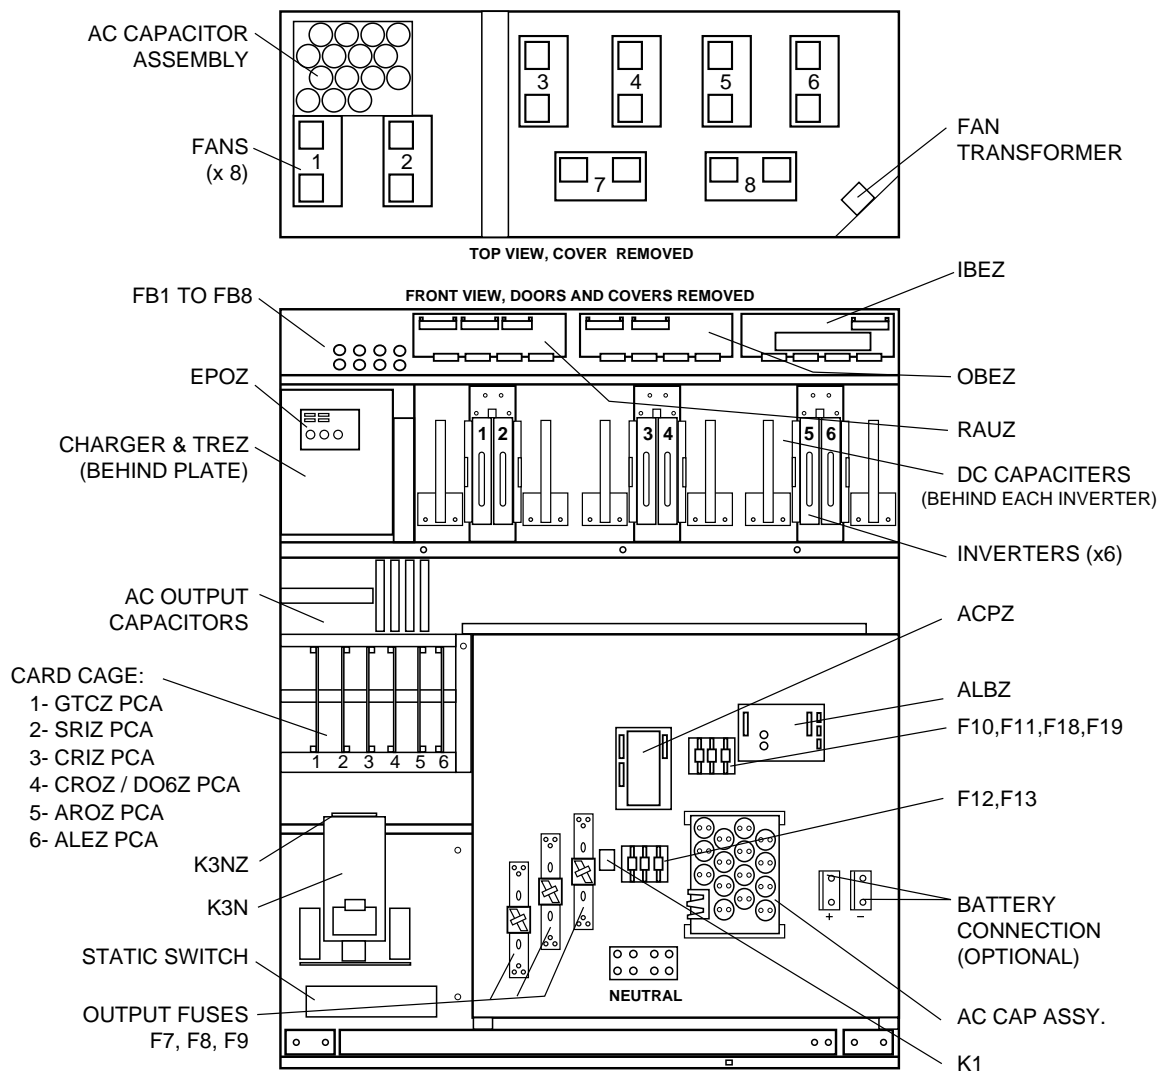 AC CAPACITOR
ASSEMBLY
FANS
(x 8)
1
2
3
4
5
6
7
8
FAN
TRANSFORMER
TOP VIEW, COVER REMOVED
FRONT VIEW, DOORS AND COVERS REMOVED
FB1 TO FB8
EPOZ
CHARGER & TREZ
(BEHIND PLATE)
1 2
3 4
5 6
IBEZ
OBEZ
RAUZ
DC CAPACITERS
(BEHIND EACH INVERTER)
INVERTERS (x6)
AC OUTPUT
CAPACITORS
CARD CAGE:
1- GTCZ PCA
2- SRIZ PCA
3- CRIZ PCA
4- CROZ / DO6Z PCA
5- AROZ PCA
6- ALEZ PCA
1 2 3 4 5 6
K3NZ
K3N
STATIC SWITCH
OUTPUT FUSES
F7, F8, F9
ACPZ
ALBZ
F10,F11,F18,F19
F12,F13
+ –
BATTERY
CONNECTION
(OPTIONAL)
NEUTRAL
AC CAP ASSY.
K1